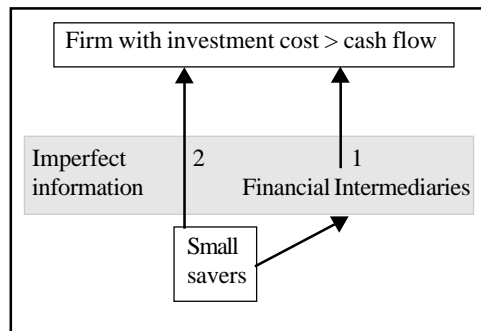 Firm with investment cost > cash flow
Imperfect information
2
1
Financial Intermediaries
Small
savers